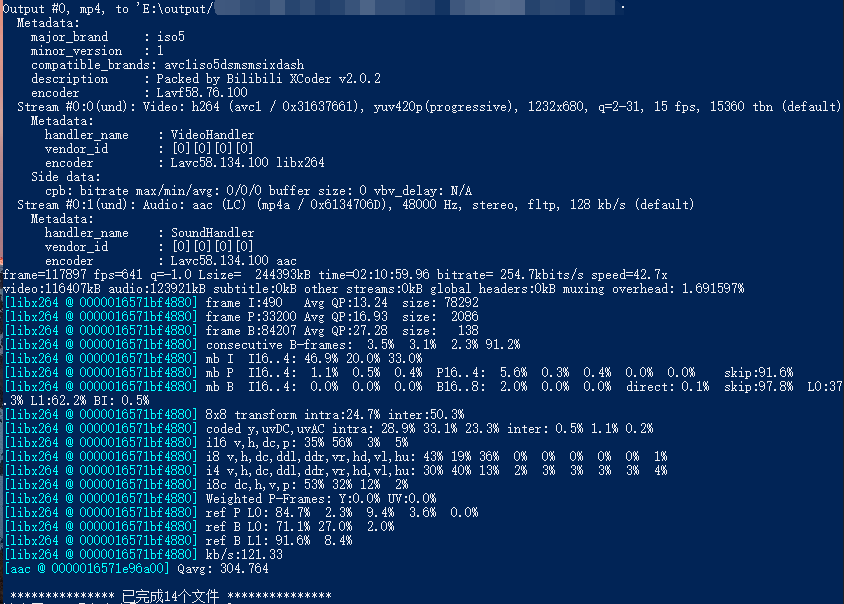 Output #0, mp4, to 'E:\output/
Metadata:
major_brand : iso5
minor_version : 1
compatible_brands: avc1iso5dsmsmsixdash
description : Packed by Bilibili XCoder v2.0.2
encoder : Lavf58.76.100
Stream #0:0(und): Video: h264 (avc1 / 0x31637661), yuv420p(progressive), 1232x680, q=2-31, 15 fps, 15360 tbn (default)
Metadata:
handler_name : VideoHandler
vendor_id : [0][0][0][0]
encoder : Lavc58.134.100 libx264
Side data:
cpb: bitrate max/min/avg: 0/0/0 buffer size: 0 vbv_delay: N/A
Stream #0:1(und): Audio: aac (LC) (mp4a / 0x6134706D), 48000 Hz, stereo, fltp, 128 kb/s (default)
Metadata:
handler_name : SoundHandler
vendor_id : [0][0][0][0]
encoder : Lavc58.134.100 aac
frame=117897 fps=641 q=-1.0 Lsize= 244393kB time=02:10:59.96 bitrate= 254.7kbits/s speed=42.7x
video:116407kB audio:123921kB subtitle:0kB other streams:0kB global headers:0kB muxing overhead: 1.691597%
[libx264 @ 0000016571bf4880] frame I:490 Avg QP:13.24 size: 78292
[libx264 @ 0000016571bf4880] frame P:33200 Avg QP:16.93 size: 2086
[libx264 @ 0000016571bf4880] frame B:84207 Avg QP:27.28 size: 138
[libx264 @ 0000016571bf4880] consecutive B-frames: 3.5% 3.1% 2.3% 91.2%
[libx264 @ 0000016571bf4880] mb I I16..4: 46.9% 20.0% 33.0%
[libx264 @ 0000016571bf4880] mb P I16..4: 1.1% 0.5% 0.4% P16..4: 5.6% 0.3% 0.4% 0.0% 0.0% skip:91.6%
[libx264 @ 0000016571bf4880] mb B I16..4: 0.0% 0.0% 0.0% B16..8: 2.0% 0.0% 0.0% direct: 0.1% skip:97.8% L0:37
.3% L1:62.2% BI: 0.5%
[libx264 @ 0000016571bf4880] 8x8 transform intra:24.7% inter:50.3%
[libx264 @ 0000016571bf4880] coded y,uvDC,uvAC intra: 28.9% 33.1% 23.3% inter: 0.5% 1.1% 0.2%
[libx264 @ 0000016571bf4880] i16 v,h,dc,p: 35% 56% 3% 5%
[libx264 @ 0000016571bf4880] i8 v,h,dc,ddl,ddr,vr,hd,vl,hu: 43% 19% 36% 0% 0% 0% 0% 0% 1%
[libx264 @ 0000016571bf4880] i4 v,h,dc,ddl,ddr,vr,hd,vl,hu: 30% 40% 13% 2% 3% 3% 3% 3% 4%
[libx264 @ 0000016571bf4880] i8c dc,h,v,p: 53% 32% 12% 2%
[libx264 @ 0000016571bf4880] Weighted P-Frames: Y:0.0% UV:0.0%
[libx264 @ 0000016571bf4880] ref P L0: 84.7% 2.3% 9.4% 3.6% 0.0%
[libx264 @ 0000016571bf4880] ref B L0: 71.1% 27.0% 2.0%
[libx264 @ 0000016571bf4880] ref B L1: 91.6% 8.4%
[libx264 @ 0000016571bf4880] kb/s:121.33
[aac @ 0000016571e96a00] Qavg: 304.764
*************** 已完成14个文件 ***************